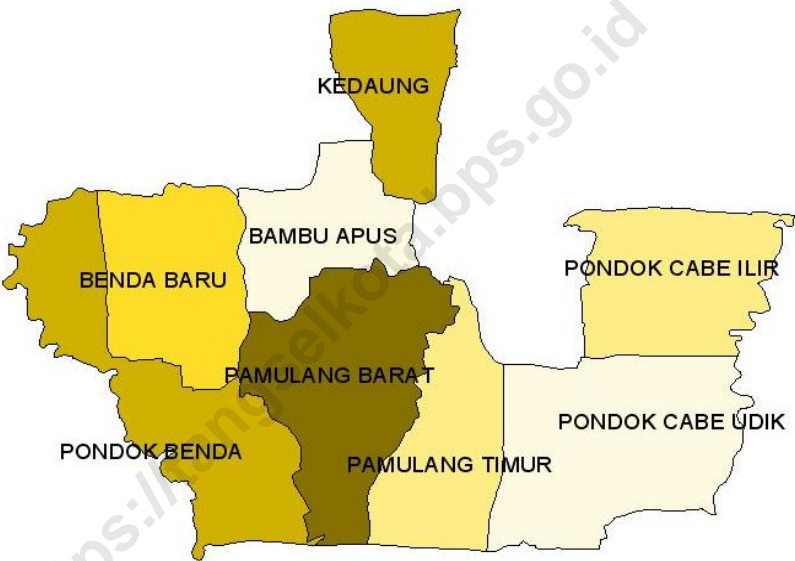 KEDAUNG
BAMBU APUS
PONDOK CABE ILIR
BENDA BARU
PAMULANG BARAT
PONDOK CABE UDIK
PONDOK BENDA
PAMULANG TIMUR
https://tangselkota.bps.go.id